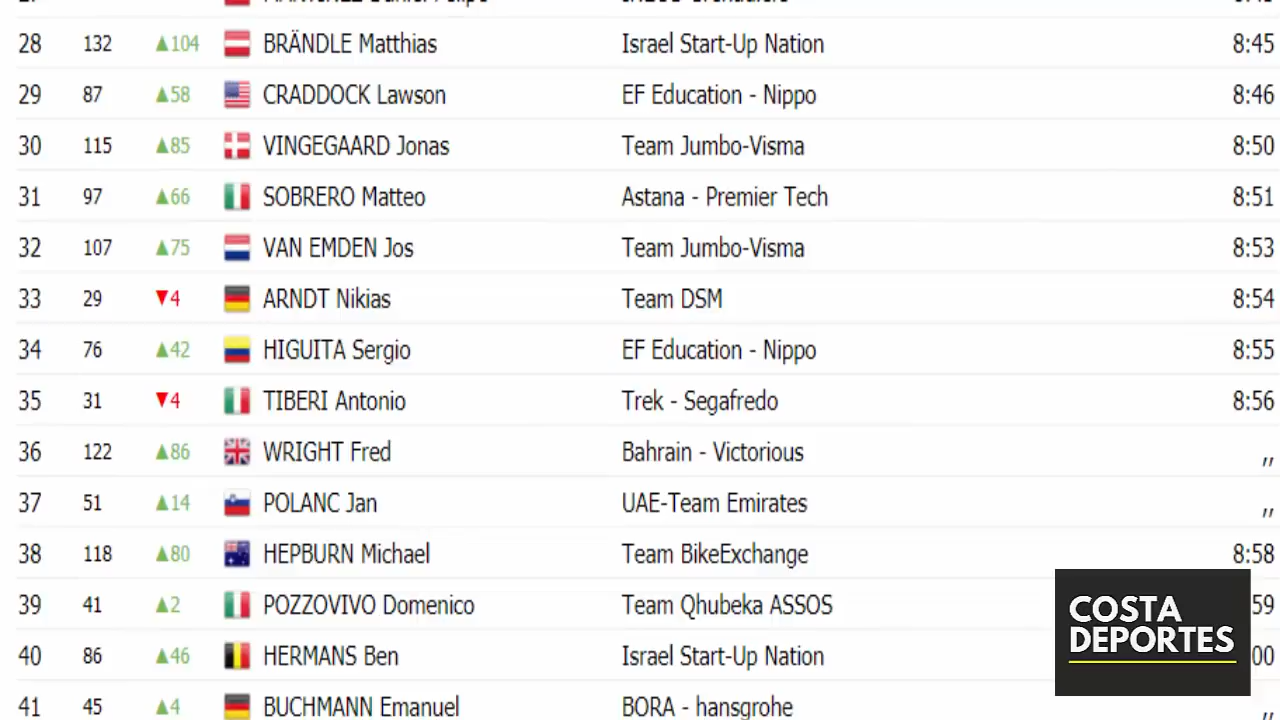 28 132 ▲104 BRÄNDLE Matthias Israel Start-Up Nation 8:45
29 87 ▲58 CRADDOCK Lawson EF Education - Nippo 8:46
30 115 ▲85 VINGEGAARD Jonas Team Jumbo-Visma 8:50
31 97 ▲66 SOBRERO Matteo Astana - Premier Tech 8:51
32 107 ▲75 VAN EMDEN Jos Team Jumbo-Visma 8:53
33 29 ▼4 ARNDT Nikias Team DSM 8:54
34 76 ▲42 HIGUITA Sergio EF Education - Nippo 8:55
35 31 ▼4 TIBERI Antonio Trek - Segafredo 8:56
36 122 ▲86 WRIGHT Fred Bahrain - Victorious ,,
37 51 ▲14 POLANC Jan UAE-Team Emirates ,,
38 118 ▲80 HEPBURN Michael Team BikeExchange 8:58
39 41 ▲2 POZZOVIVO Domenico Team Qhubeka ASSOS 59
40 86 ▲46 HERMANS Ben Israel Start-Up Nation 00
41 45 ▲4 BUCHMANN Emanuel BORA - hansgrohe ,,
COSTA
DEPORTES